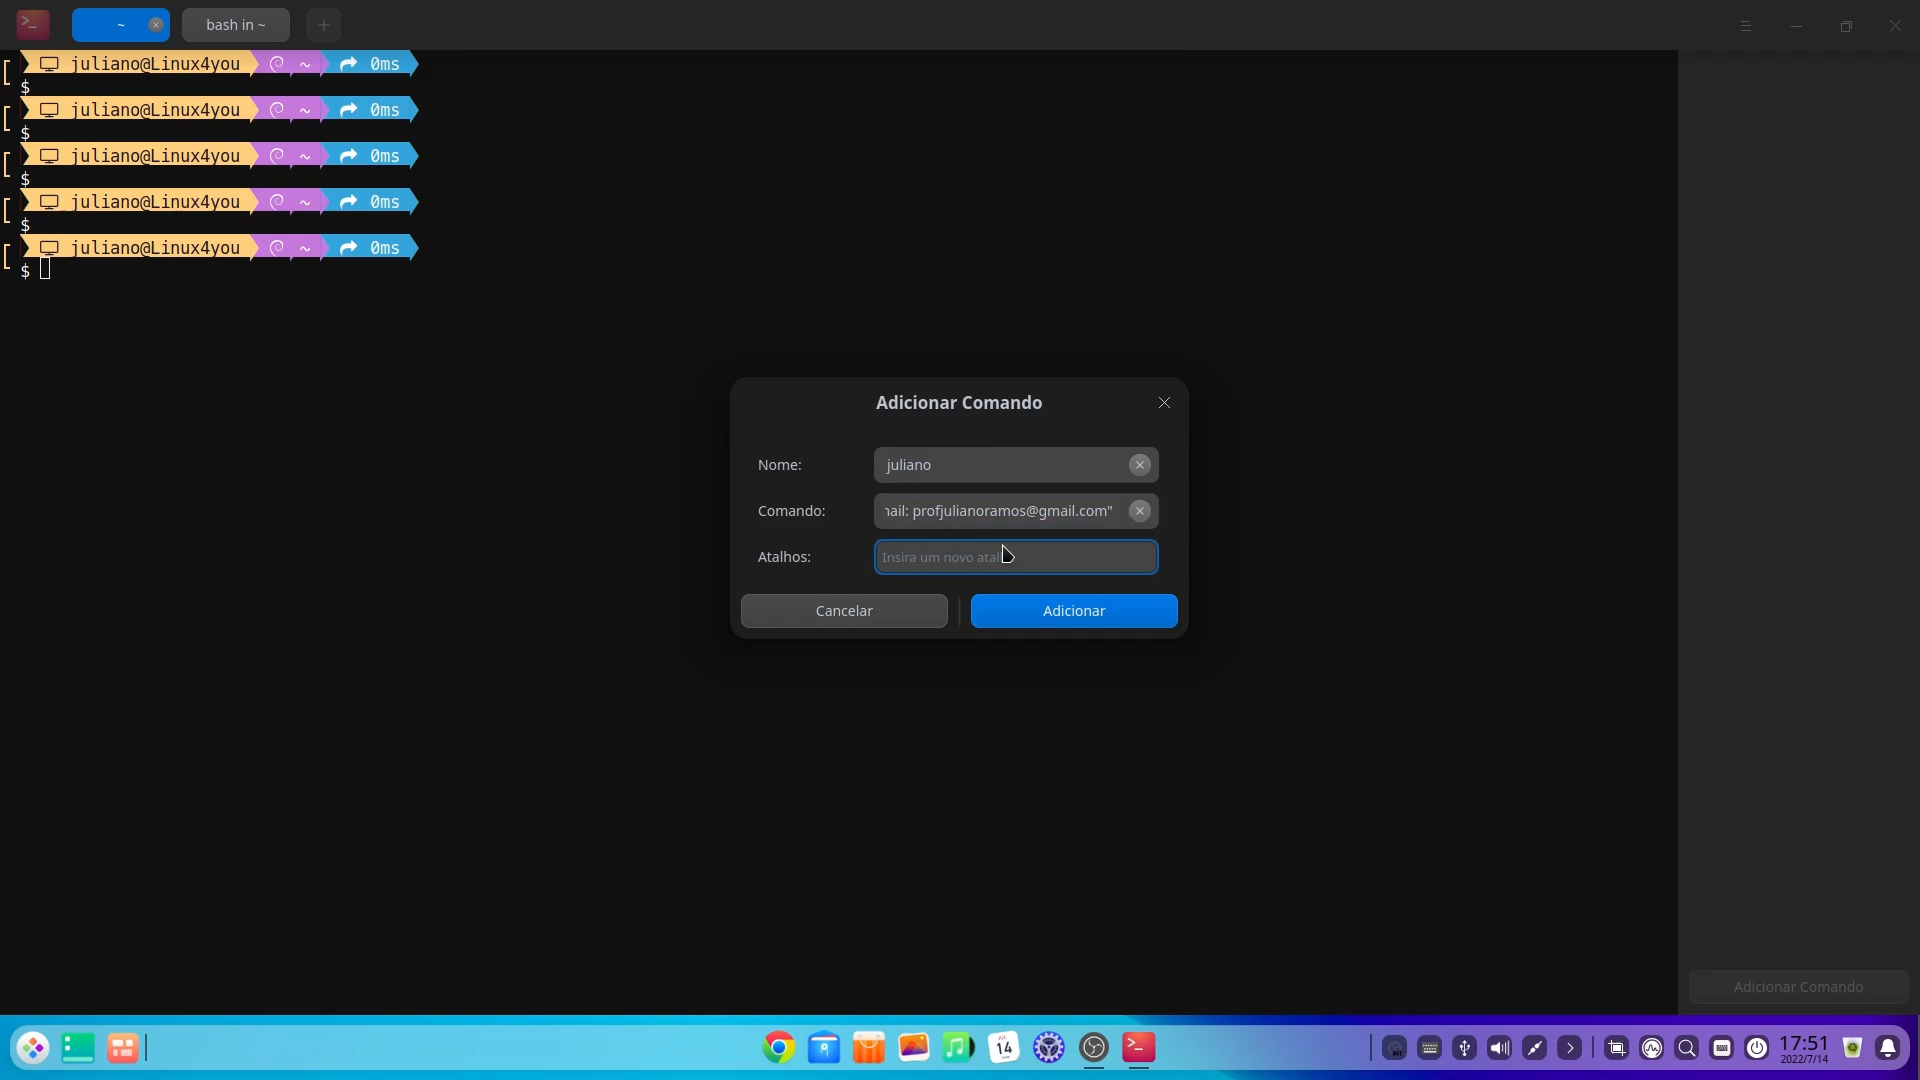 ~
bash in ~
juliano@Linux4you ~ 0ms
$
juliano@Linux4you ~ 0ms
$
juliano@Linux4you ~ 0ms
$
juliano@Linux4you ~ 0ms
$
juliano@Linux4you ~ 0ms
$
Adicionar Comando
Nome: juliano
Comando: ail: profjulianoramos@gmail.com"
Atalhos: Insira um novo
Cancelar
Adicionar
Adicionar Comando
14
17:51
2022/7/14